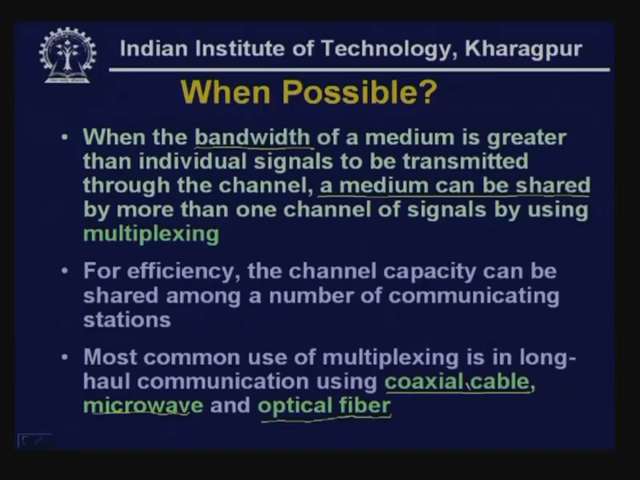 Indian Institute of Technology, Kharagpur
When Possible?
• When the bandwidth of a medium is greater
than individual signals to be transmitted
through the channel, a medium can be shared
by more than one channel of signals by using
multiplexing
• For efficiency, the channel capacity can be
shared among a number of communicating
stations
• Most common use of multiplexing is in long-
haul communication using coaxial cable,
microwave and optical fiber